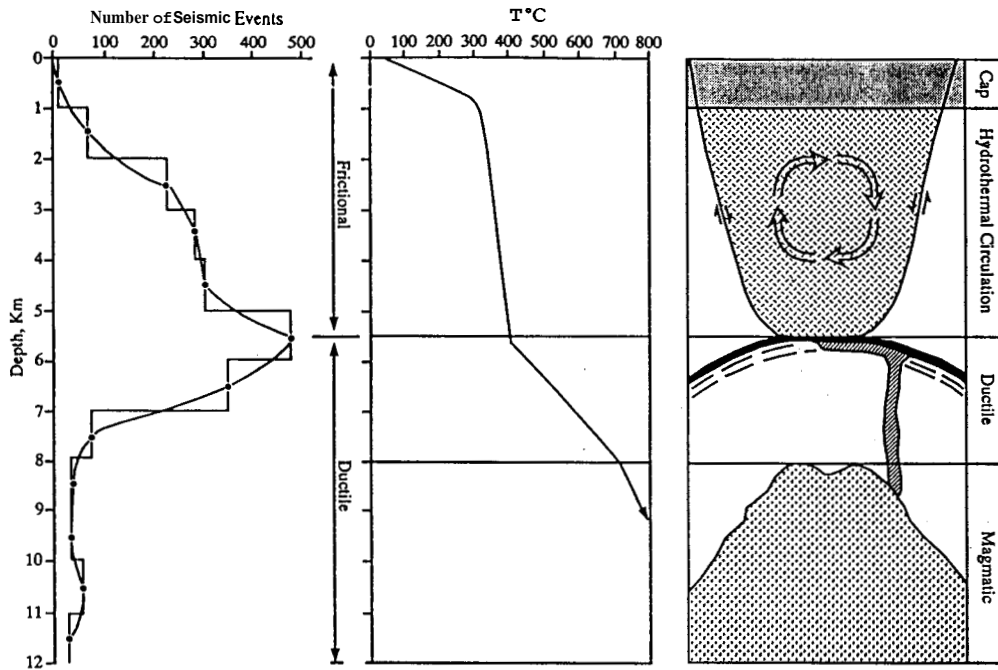 Number of Seismic Events
0 100 200 300 400 500
T°C
0 100 200 300 400 500 600 700 800
Depth, Km
0
1
2
3
4
5
6
7
8
9
10
11
12
Frictional
Ductile
Cap
Hydrothermal Circulation
Ductile
Magmatic